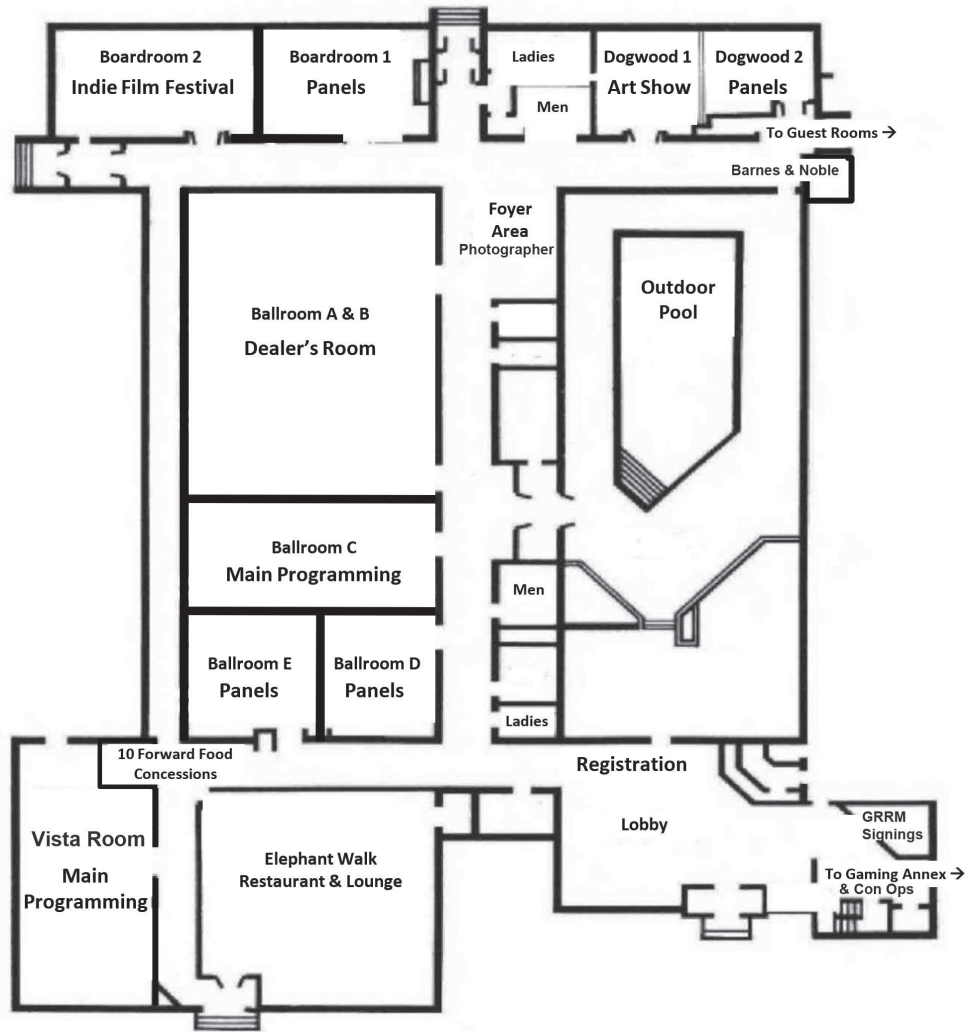 Boardroom 2
Indie Film Festival
Boardroom 1
Panels
Ladies
Men
Dogwood 1
Art Show
Dogwood 2
Panels
To Guest Rooms →
Barnes & Noble
Foyer
Area
Photographer
Outdoor
Pool
Ballroom A & B
Dealer's Room
Ballroom C
Main Programming
Men
Ballroom E
Panels
Ballroom D
Panels
Ladies
10 Forward Food
Concessions
Registration
Vista Room
Main
Programming
Elephant Walk
Restaurant & Lounge
Lobby
GRRM
Signings
To Gaming Annex →
& Con Ops